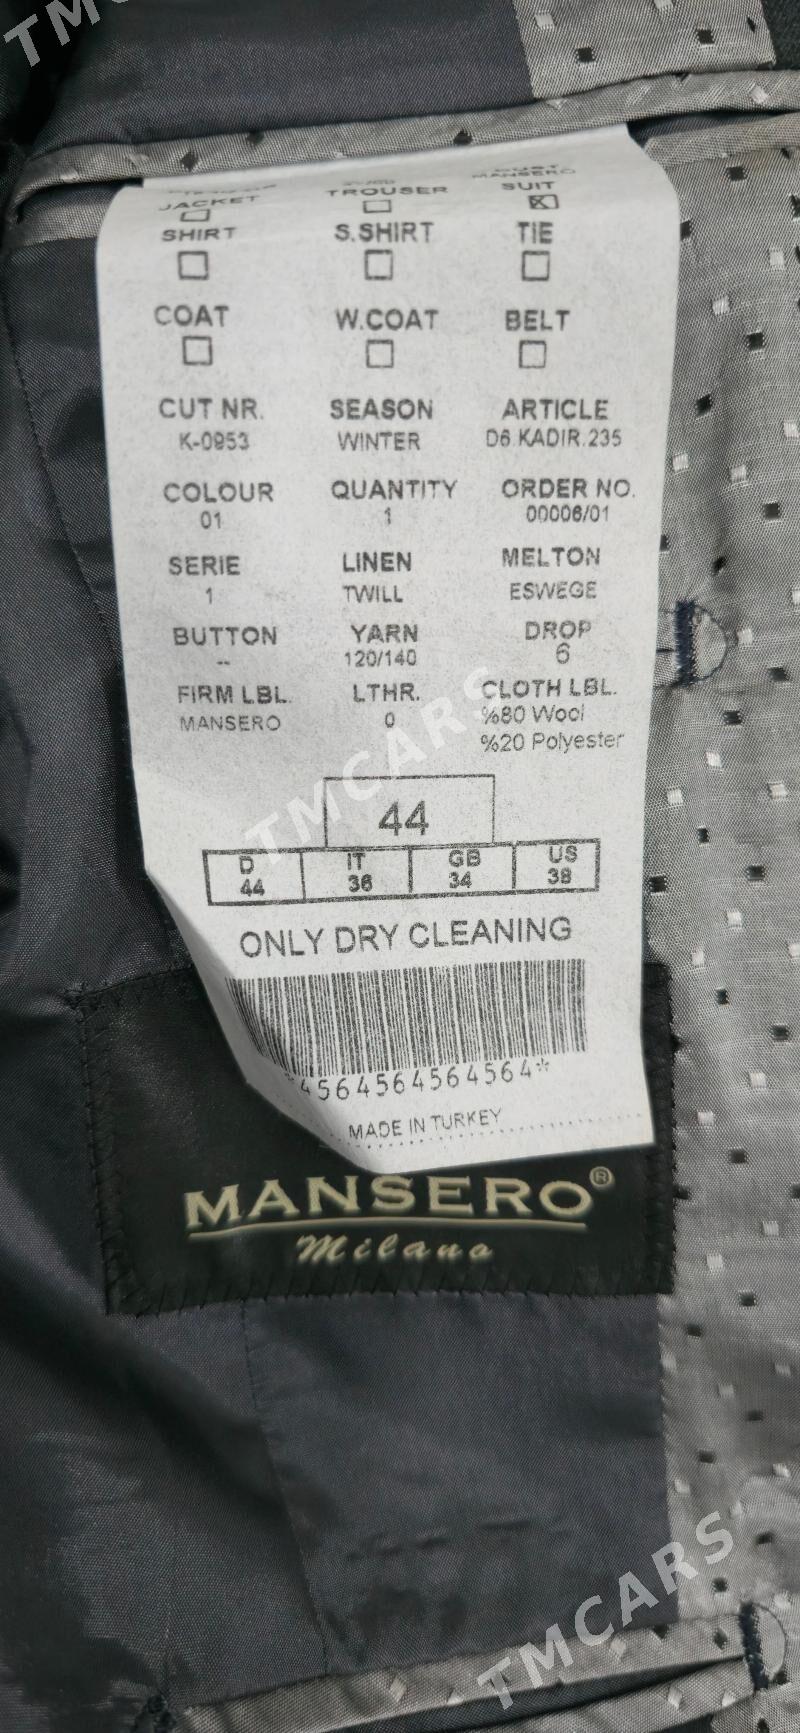 MANSERO
JACKET TROUSER SUIT
SHIRT S.SHIRT TIE
COAT W.COAT BELT
CUT NR. SEASON ARTICLE
K-0953 WINTER D6.KADIR.235
COLOUR QUANTITY ORDER NO.
01 1 00006/01
SERIE LINEN MELTON
1 TWILL ESWEGE
BUTTON YARN DROP
-- 120/140 6
FIRM LBL. LTHR. CLOTH LBL.
MANSERO 0 %80 Wool
%20 Polyester
44
D IT GB US
44 36 34 38
ONLY DRY CLEANING
*4564564564564*
MADE IN TURKEY
MANSERO®
Milano
TMCARS
TMCARS